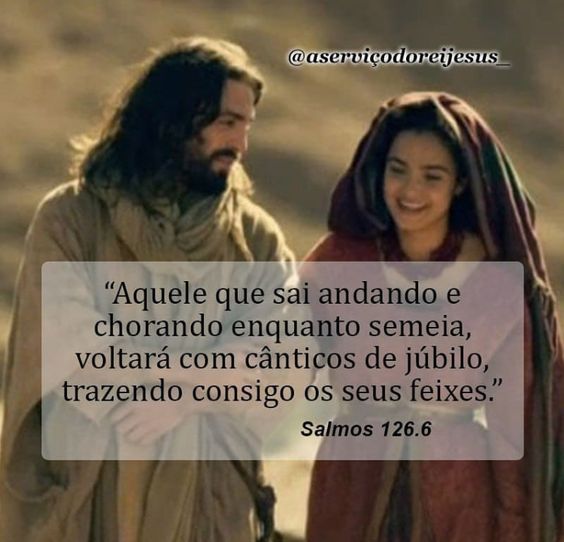 @aserviçodoreijesus_
“Aquele que sai andando e
chorando enquanto semeia,
voltará com cânticos de júbilo,
trazendo consigo os seus feixes.”
Salmos 126.6